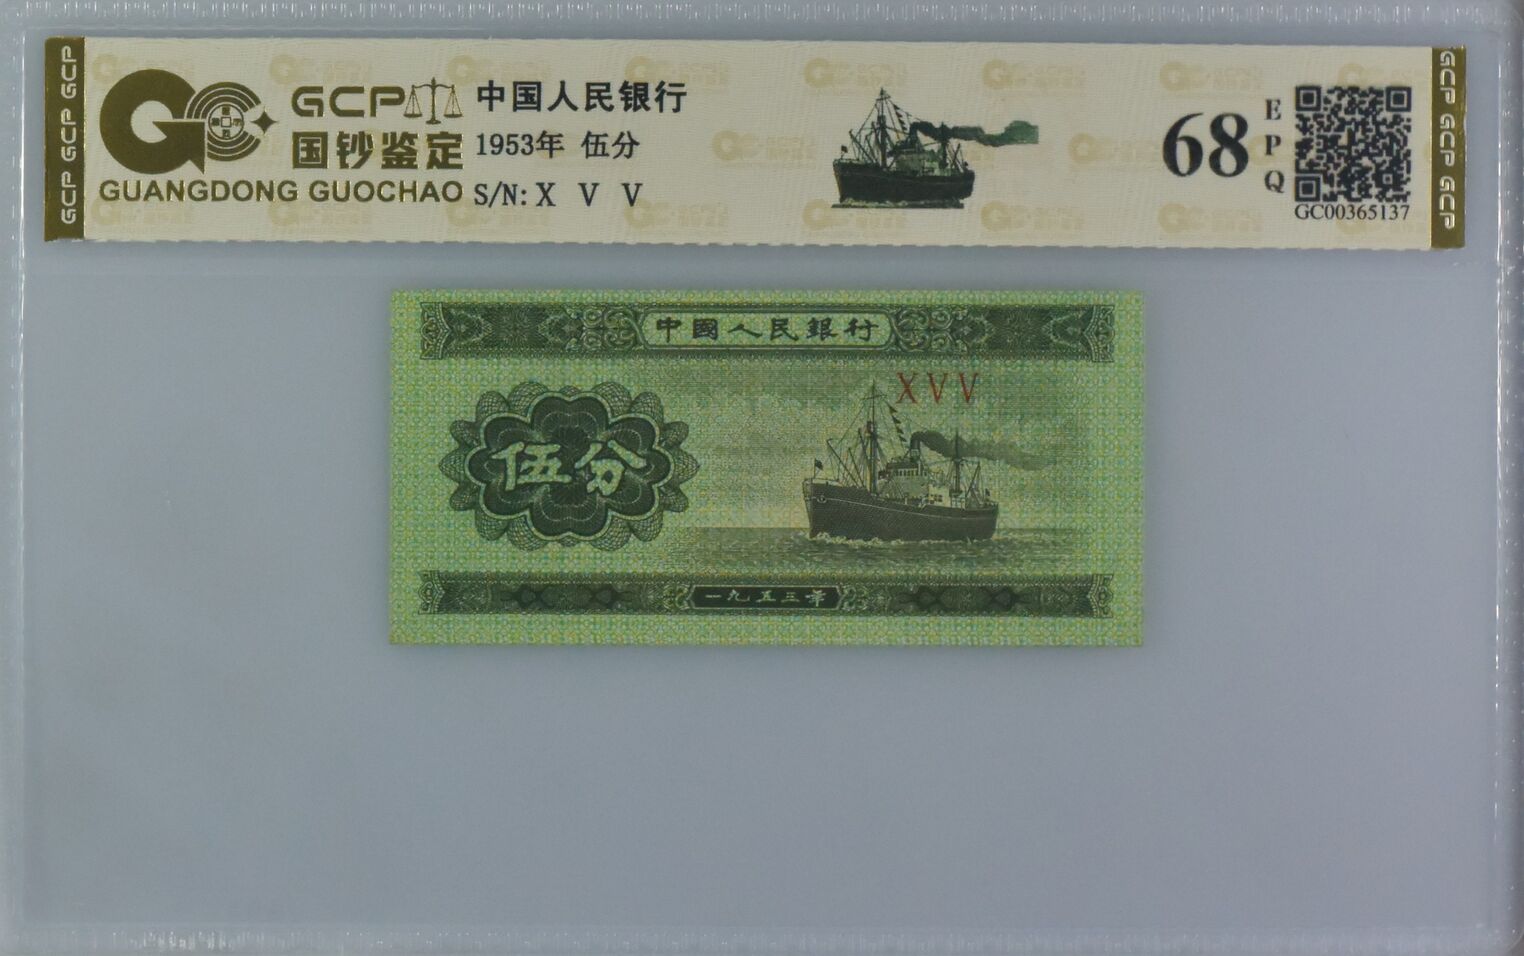 GCP GCP GCP
GCP
国钞鉴定
GUANGDONG GUOCHAO
中国人民银行
1953年 伍分
S/N: X V V
68
EPQ
GC00365137
GCP GCP GCP
中國人民銀行
XVV
伍分
一九五三年